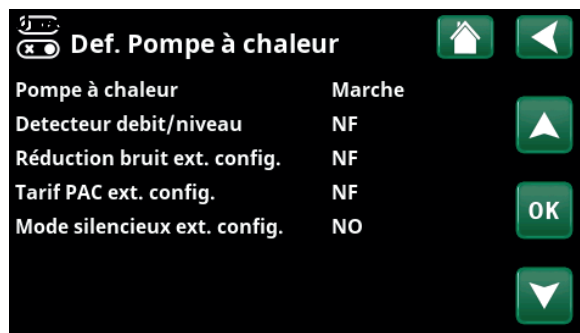 Def. Pompe à chaleur
Pompe à chaleur Marche
Detecteur debit/niveau NF
Réduction bruit ext. config. NF
Tarif PAC ext. config. NF
Mode silencieux ext. config. NO
OK